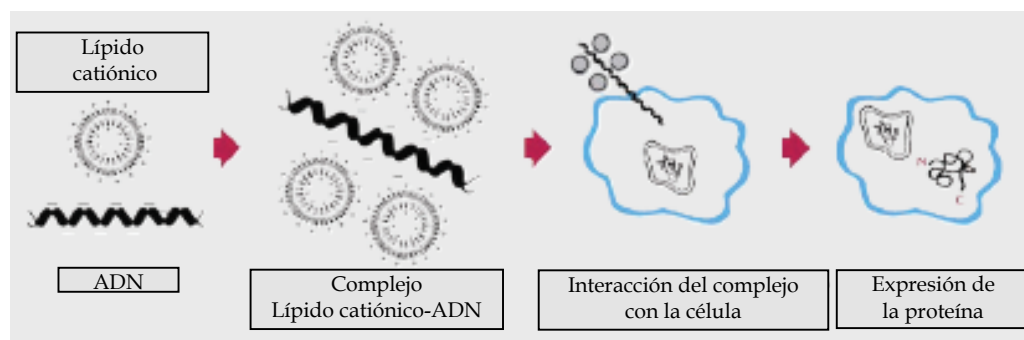 Lípido
catiónico
ADN
Complejo
Lípido catiónico-ADN
Interacción del complejo
con la célula
N
C
Expresión de
la proteína